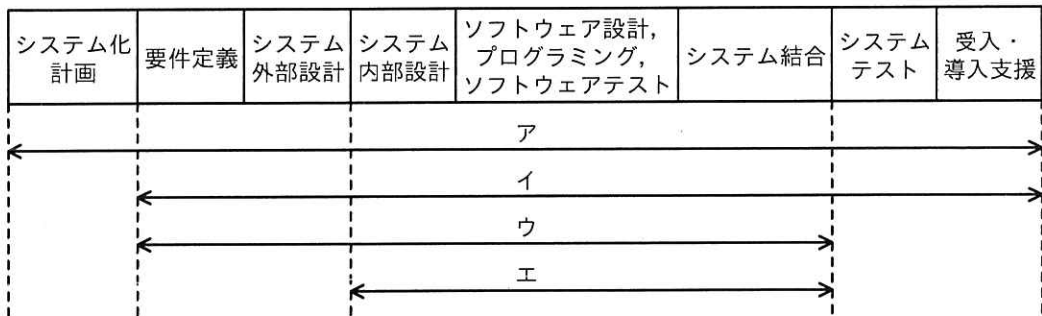 システム化
計画
要件定義
システム
外部設計
システム
内部設計
ソフトウェア設計,
プログラミング,
ソフトウェアテスト
システム結合
システム
テスト
受入・
導入支援
ア
イ
ウ
エ